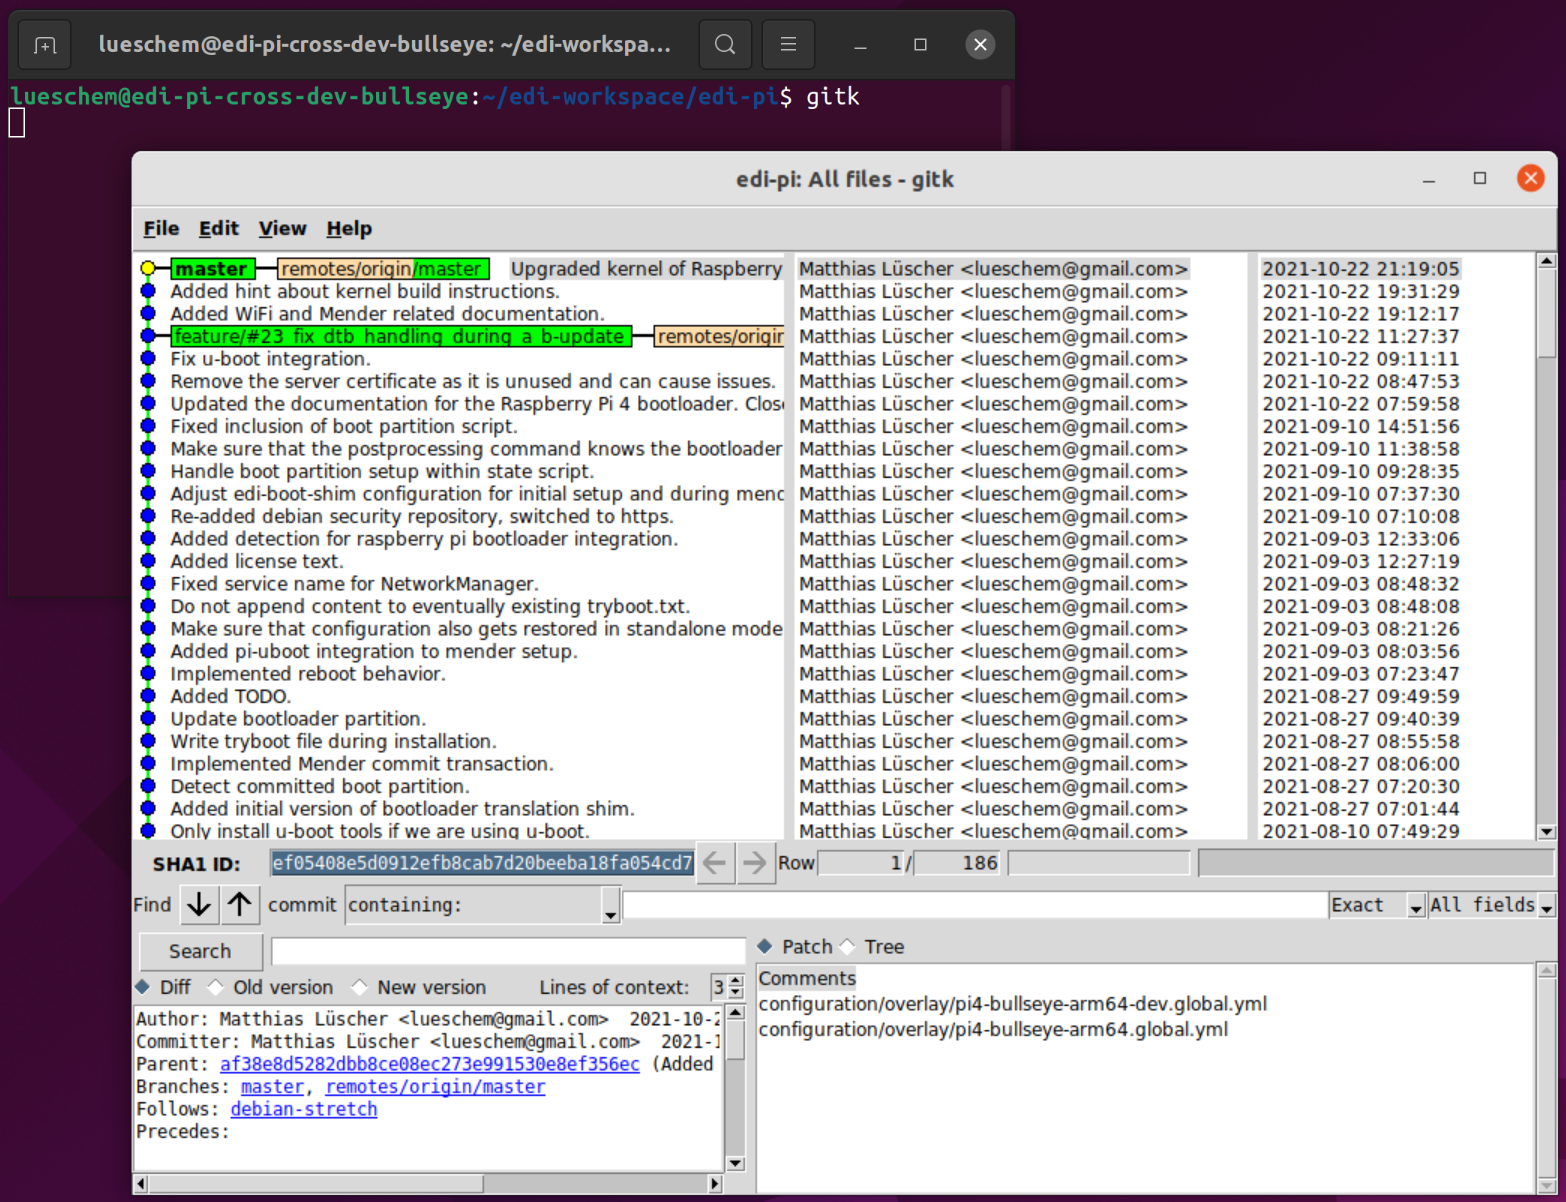 lueschem@edi-pi-cross-dev-bullseye: ~/edi-workspa...
lueschem@edi-pi-cross-dev-bullseye:~/edi-workspace/edi-pi$ gitk
edi-pi: All files - gitk
File Edit View Help
master remotes/origin/master Upgraded kernel of Raspberry Matthias Lüscher <lueschem@gmail.com> 2021-10-22 21:19:05
Added hint about kernel build instructions. Matthias Lüscher <lueschem@gmail.com> 2021-10-22 19:31:29
Added WiFi and Mender related documentation. Matthias Lüscher <lueschem@gmail.com> 2021-10-22 19:12:17
feature/#23_fix_dtb_handling_during_a_b-update remotes/origin Matthias Lüscher <lueschem@gmail.com> 2021-10-22 11:27:37
Fix u-boot integration. Matthias Lüscher <lueschem@gmail.com> 2021-10-22 09:11:11
Remove the server certificate as it is unused and can cause issues. Matthias Lüscher <lueschem@gmail.com> 2021-10-22 08:47:53
Updated the documentation for the Raspberry Pi 4 bootloader. Close Matthias Lüscher <lueschem@gmail.com> 2021-10-22 07:59:58
Fixed inclusion of boot partition script. Matthias Lüscher <lueschem@gmail.com> 2021-09-10 14:51:56
Make sure that the postprocessing command knows the bootloader Matthias Lüscher <lueschem@gmail.com> 2021-09-10 11:38:58
Handle boot partition setup within state script. Matthias Lüscher <lueschem@gmail.com> 2021-09-10 09:28:35
Adjust edi-boot-shim configuration for initial setup and during mend Matthias Lüscher <lueschem@gmail.com> 2021-09-10 07:37:30
Re-added debian security repository, switched to https. Matthias Lüscher <lueschem@gmail.com> 2021-09-10 07:10:08
Added detection for raspberry pi bootloader integration. Matthias Lüscher <lueschem@gmail.com> 2021-09-03 12:33:06
Added license text. Matthias Lüscher <lueschem@gmail.com> 2021-09-03 12:27:19
Fixed service name for NetworkManager. Matthias Lüscher <lueschem@gmail.com> 2021-09-03 08:48:32
Do not append content to eventually existing tryboot.txt. Matthias Lüscher <lueschem@gmail.com> 2021-09-03 08:48:08
Make sure that configuration also gets restored in standalone mode Matthias Lüscher <lueschem@gmail.com> 2021-09-03 08:21:26
Added pi-uboot integration to mender setup. Matthias Lüscher <lueschem@gmail.com> 2021-09-03 08:03:56
Implemented reboot behavior. Matthias Lüscher <lueschem@gmail.com> 2021-09-03 07:23:47
Added TODO. Matthias Lüscher <lueschem@gmail.com> 2021-08-27 09:49:59
Update bootloader partition. Matthias Lüscher <lueschem@gmail.com> 2021-08-27 09:40:39
Write tryboot file during installation. Matthias Lüscher <lueschem@gmail.com> 2021-08-27 08:55:58
Implemented Mender commit transaction. Matthias Lüscher <lueschem@gmail.com> 2021-08-27 08:06:00
Detect committed boot partition. Matthias Lüscher <lueschem@gmail.com> 2021-08-27 07:20:30
Added initial version of bootloader translation shim. Matthias Lüscher <lueschem@gmail.com> 2021-08-27 07:01:44
Only install u-boot tools if we are using u-boot. Matthias Lüscher <lueschem@gmail.com> 2021-08-10 07:49:29
SHA1 ID: ef05408e5d0912efb8cab7d20beeba18fa054cd7 Row 1 / 186
Find commit containing: Exact All fields
Search
Diff Old version New version Lines of context: 3
Author: Matthias Lüscher <lueschem@gmail.com> 2021-10-2
Committer: Matthias Lüscher <lueschem@gmail.com> 2021-1
Parent: af38e8d5282dbb8ce08ec273e991530e8ef356ec (Added
Branches: master, remotes/origin/master
Follows: debian-stretch
Precedes:
Patch Tree
Comments
configuration/overlay/pi4-bullseye-arm64-dev.global.yml
configuration/overlay/pi4-bullseye-arm64.global.yml